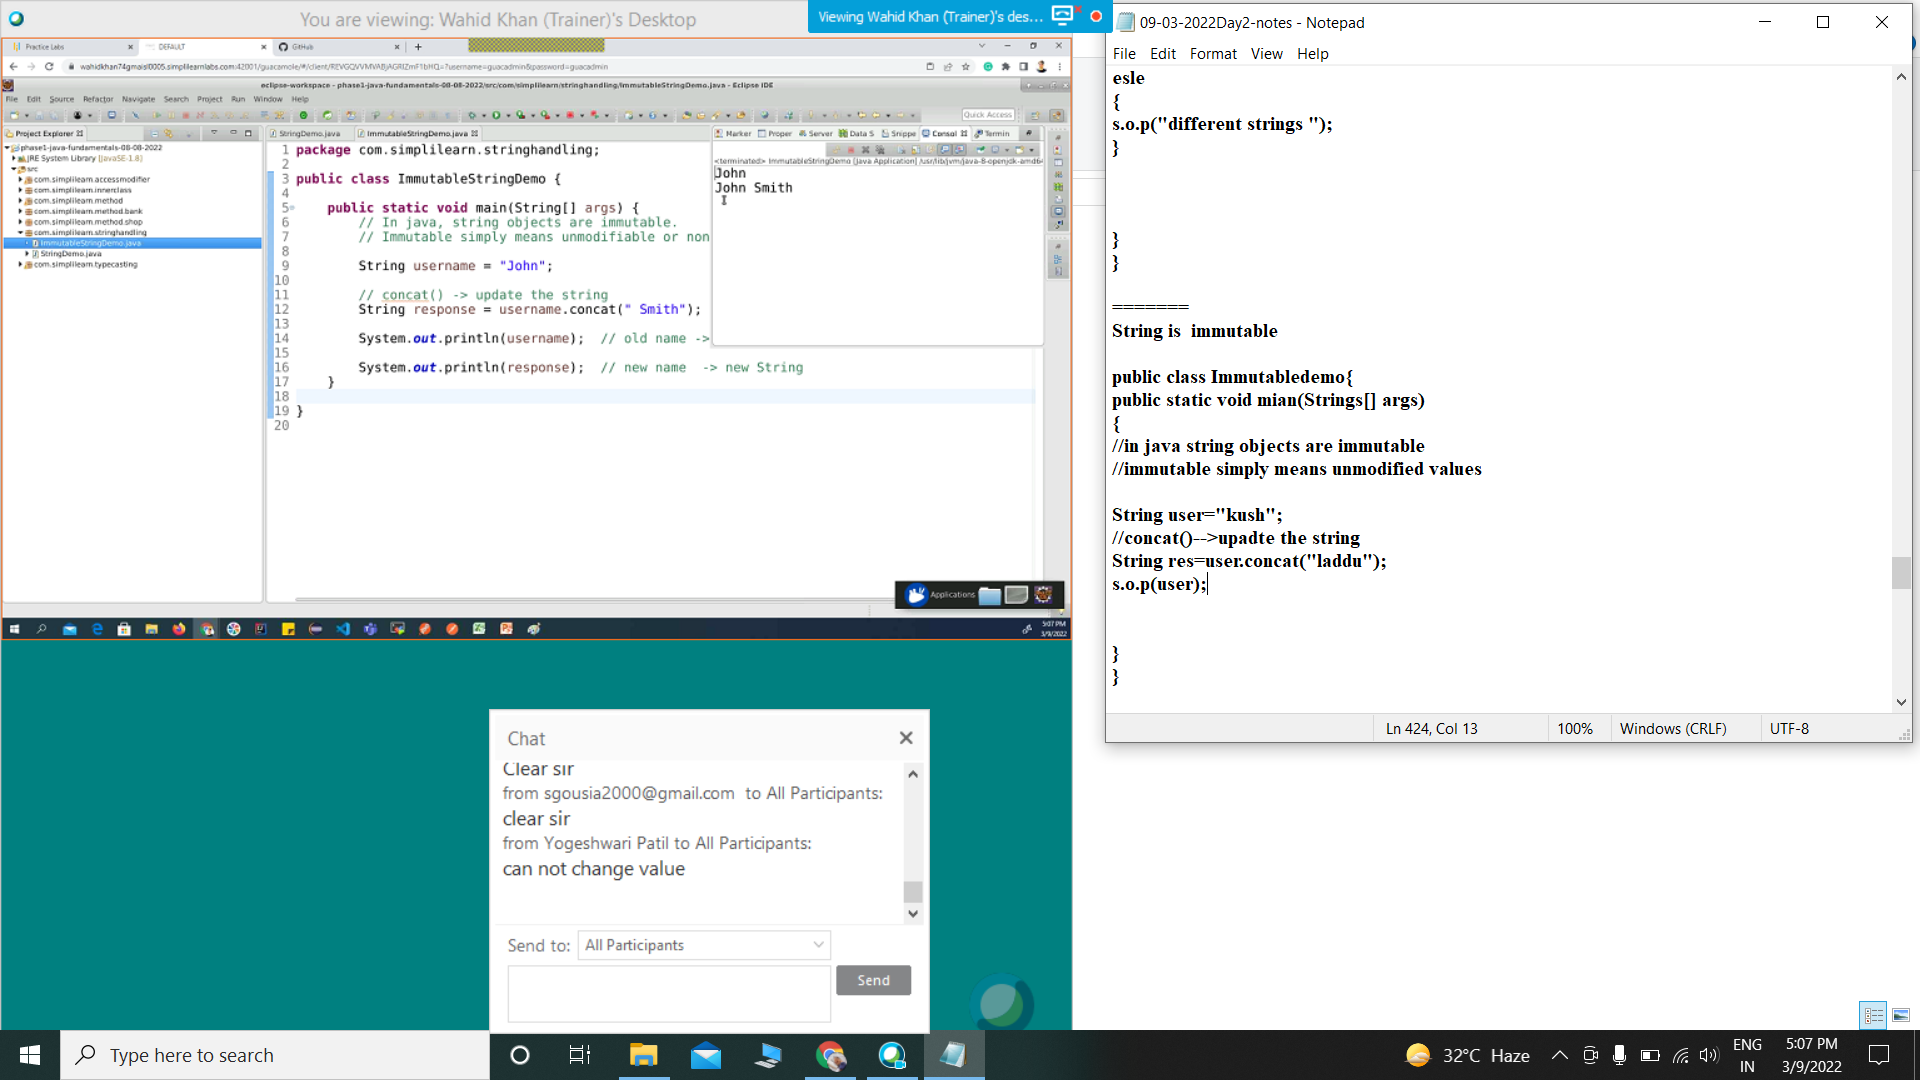 You are viewing: Wahid Khan (Trainer)'s Desktop
Viewing Wahid Khan (Trainer)'s des...
Practice Labs
DEFAULT
GitHub
wahidkhan74gmaisl0005.simplilearnlabs.com:42001/guacamole/#/client/
eclipse-workspace - phase1-java-fundamentals-08-08-2022/src/com/simplilearn/stringhandling/ImmutableStringDemo.java - Eclipse IDE
File Edit Source Refactor Navigate Search Project Run Window Help
Quick Access
Project Explorer
phase1-java-fundamentals-08-08-2022
JRE System Library [JavaSE-1.8]
src
com.simplilearn.accessmodifier
com.simplilearn.innerclass
com.simplilearn.method
com.simplilearn.method.bank
com.simplilearn.method.shop
com.simplilearn.stringhandling
ImmutableStringDemo.java
StringDemo.java
com.simplilearn.typecasting
StringDemo.java
ImmutableStringDemo.java
1 package com.simplilearn.stringhandling;
2
3 public class ImmutableStringDemo {
4
5 public static void main(String[] args) {
6 // In java, string objects are immutable.
7 // Immutable simply means unmodifiable or non
8
9 String username = "John";
10
11 // concat() -> update the string
12 String response = username.concat(" Smith");
13
14 System.out.println(username); // old name ->
15
16 System.out.println(response); // new name -> new String
17 }
18
19 }
20
Marker Proper Server Data S Snippe Consol Termin
<terminated> ImmutableStringDemo [Java Application] /usr/lib/jvm/java-8-openjdk-amd6
John
John Smith
Applications
5:07 PM
3/9/2022
Chat
Clear sir
from sgousia2000@gmail.com to All Participants:
clear sir
from Yogeshwari Patil to All Participants:
can not change value
Send to: All Participants
Send
09-03-2022Day2-notes - Notepad
File Edit Format View Help
esle
{
s.o.p("different strings ");
}
}
}
=======
String is immutable
public class Immutabledemo{
public static void mian(Strings[] args)
{
//in java string objects are immutable
//immutable simply means unmodified values
String user="kush";
//concat()-->upadte the string
String res=user.concat("laddu");
s.o.p(user);
}
}
Ln 424, Col 13
100%
Windows (CRLF)
UTF-8
Type here to search
32°C Haze
ENG
IN
5:07 PM
3/9/2022